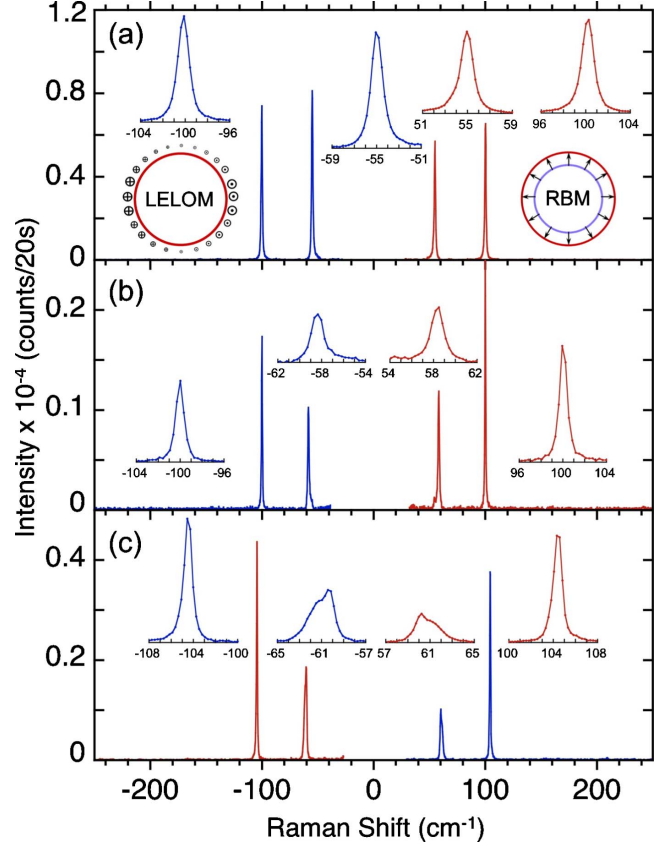 1.2
(a)
-104 -100 -96
-59 -55 -51
51 55 59
96 100 104
0.8
LELOM
RBM
0.4
0
(b)
0.2
-62 -58 -54
54 58 62
0.1
-104 -100 -96
96 100 104
0
(c)
0.4
-108 -104 -100
-65 -61 -57
57 61 65
100 104 108
0.2
0
-200 -100 0 100 200
Raman Shift (cm⁻¹)
Intensity x 10⁻⁴ (counts/20s)